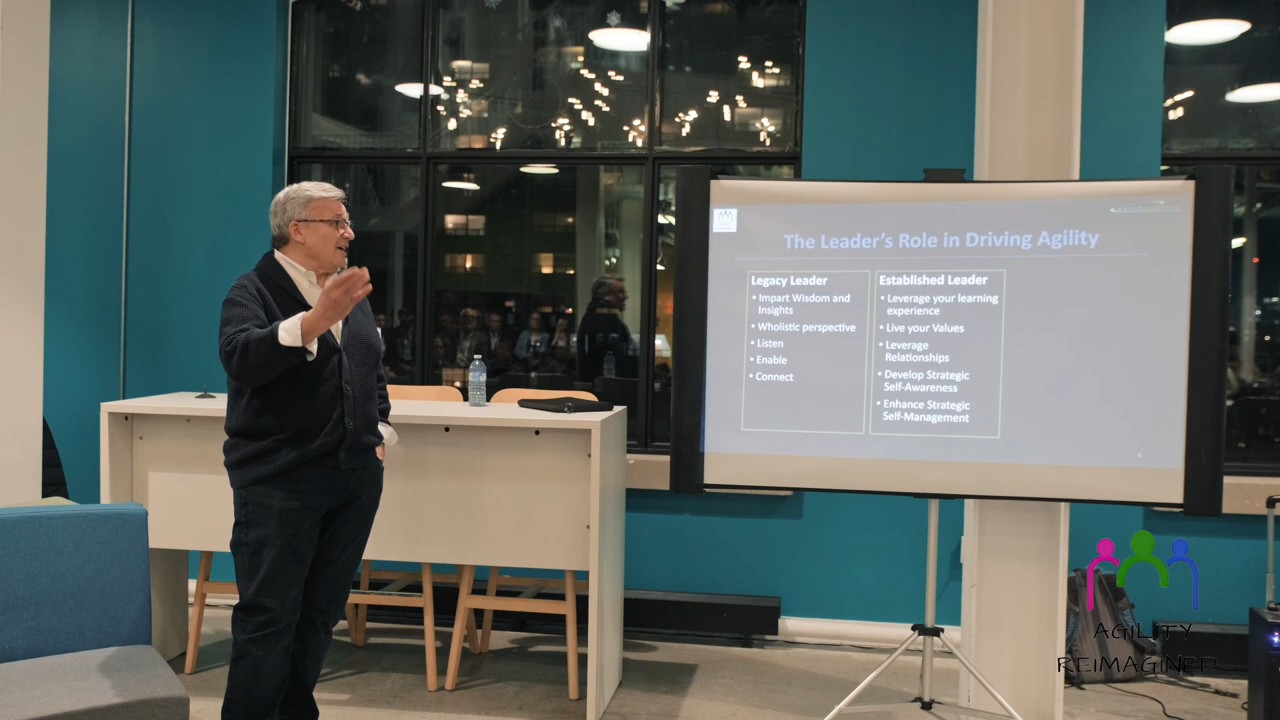 The Leader's Role in Driving Agility
Legacy Leader
• Impart Wisdom and
Insights
• Wholistic perspective
• Listen
• Enable
• Connect
Established Leader
• Leverage your learning
experience
• Live your Values
• Leverage
Relationships
• Develop Strategic
Self-Awareness
• Enhance Strategic
Self-Management
AGILITY
REIMAGINED